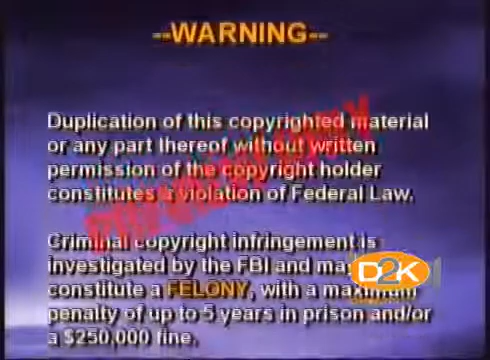 --WARNING--
Duplication of this copyrighted material
or any part thereof without written
permission of the copyright holder
constitutes a violation of Federal Law.
Criminal copyright infringement is
investigated by the FBI and may
constitute a FELONY, with a maximum
penalty of up to 5 years in prison and/or
a $250,000 fine.
D2K